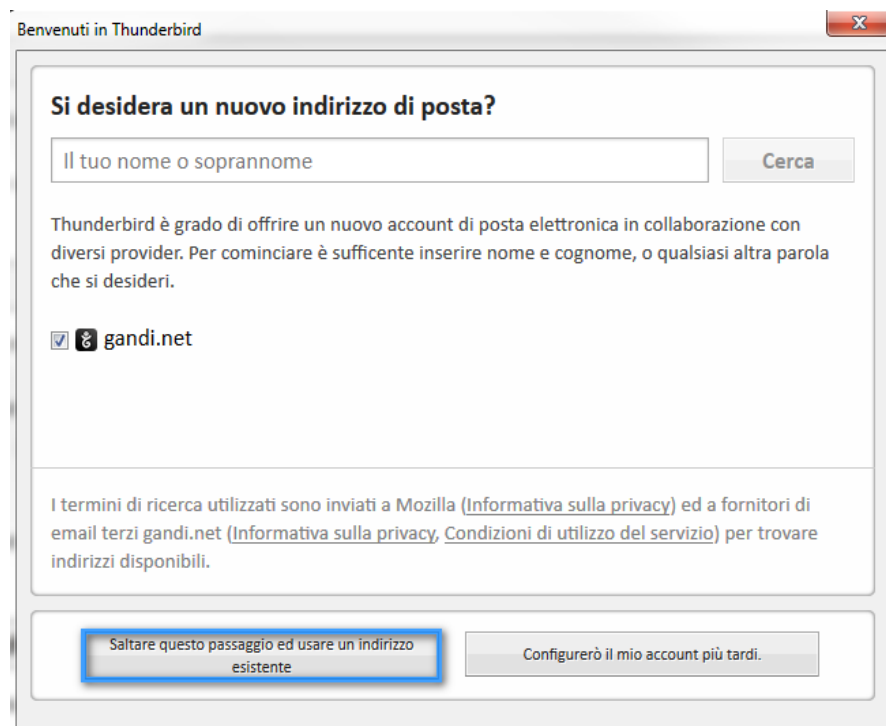 Benvenuti in Thunderbird
Si desidera un nuovo indirizzo di posta?
Il tuo nome o soprannome
Cerca
Thunderbird è grado di offrire un nuovo account di posta elettronica in collaborazione con
diversi provider. Per cominciare è sufficente inserire nome e cognome, o qualsiasi altra parola
che si desideri.
gandi.net
I termini di ricerca utilizzati sono inviati a Mozilla (Informativa sulla privacy) ed a fornitori di
email terzi gandi.net (Informativa sulla privacy, Condizioni di utilizzo del servizio) per trovare
indirizzi disponibili.
Saltare questo passaggio ed usare un indirizzo
esistente
Configurerò il mio account più tardi.